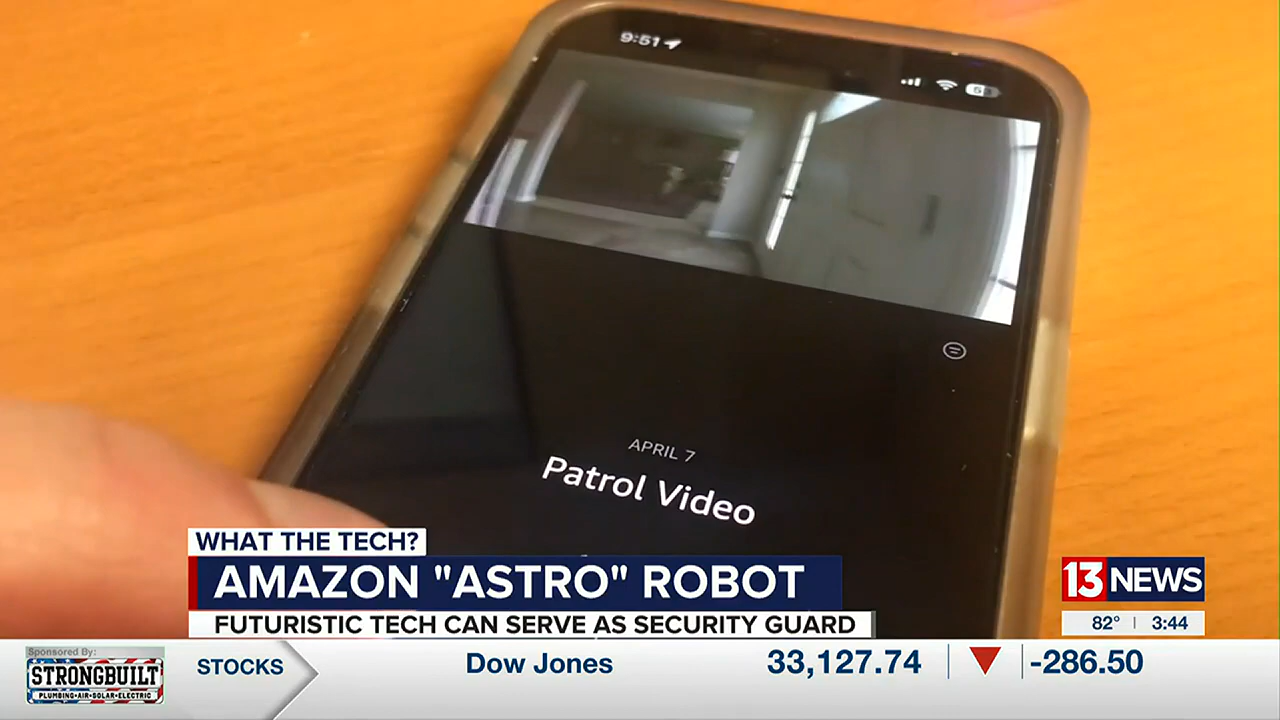 9:51
53
APRIL 7
Patrol Video
WHAT THE TECH?
AMAZON "ASTRO" ROBOT
FUTURISTIC TECH CAN SERVE AS SECURITY GUARD
13 NEWS
82° | 3:44
Sponsored By:
STRONGBUILT
PLUMBING•AIR•SOLAR•ELECTRIC
STOCKS
Dow Jones
33,127.74
-286.50